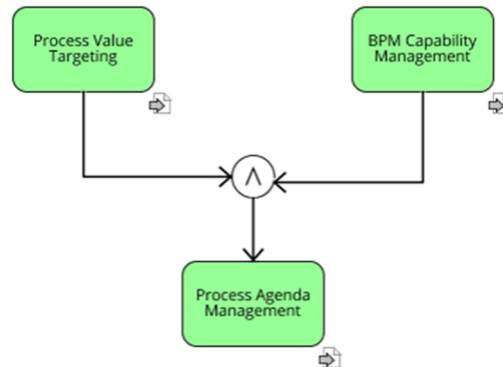 Process Value
Targeting
BPM Capability
Management
∧
Process Agenda
Management